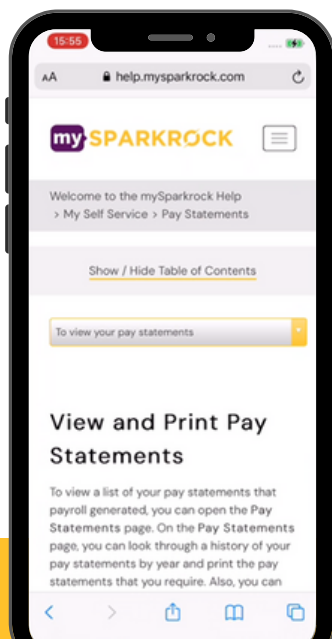 15:55
AA help.mysparkrock.com
my SPARKROCK
Welcome to the mySparkrock Help
> My Self Service > Pay Statements
Show / Hide Table of Contents
To view your pay statements
View and Print Pay
Statements
To view a list of your pay statements that
payroll generated, you can open the Pay
Statements page. On the Pay Statements
page, you can look through a history of your
pay statements by year and print the pay
statements that you require. Also, you can